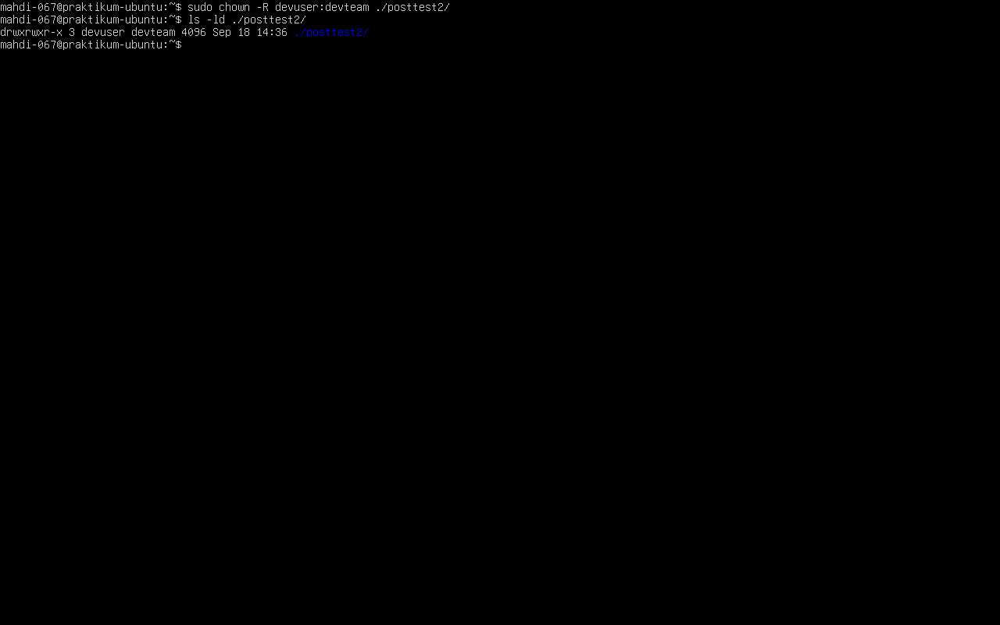 mahdi-067@praktikum-ubuntu:~$ sudo chown -R devuser:devteam ./posttest2/
mahdi-067@praktikum-ubuntu:~$ ls -ld ./posttest2/
drwxrwxr-x 3 devuser devteam 4096 Sep 18 14:36 ./posttest2/
mahdi-067@praktikum-ubuntu:~$